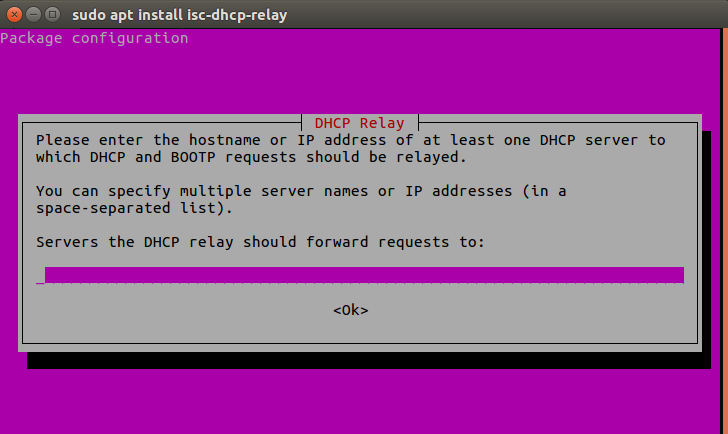 sudo apt install isc-dhcp-relay
Package configuration
DHCP Relay
Please enter the hostname or IP address of at least one DHCP server to
which DHCP and BOOTP requests should be relayed.
You can specify multiple server names or IP addresses (in a
space-separated list).
Servers the DHCP relay should forward requests to:
<Ok>